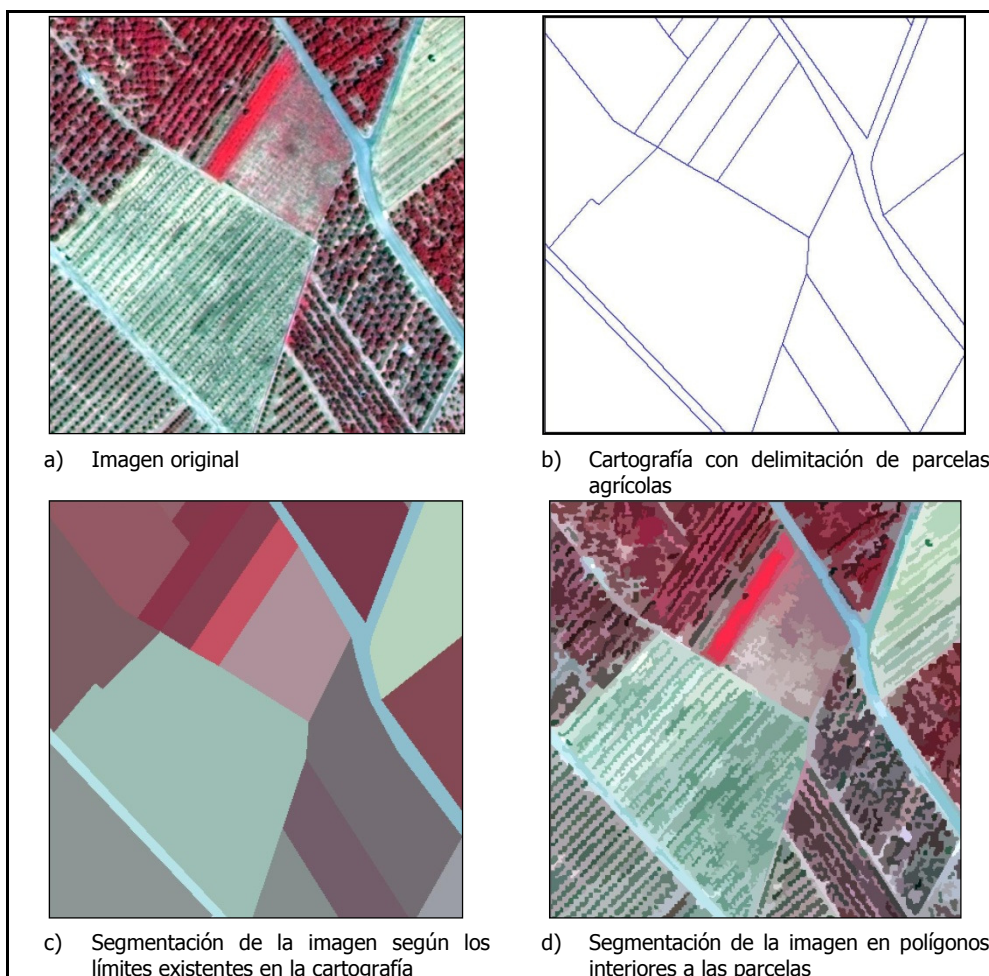 a) Imagen original
b) Cartografía con delimitación de parcelas
agrícolas
c) Segmentación de la imagen según los
límites existentes en la cartografía
d) Segmentación de la imagen en polígonos
interiores a las parcelas